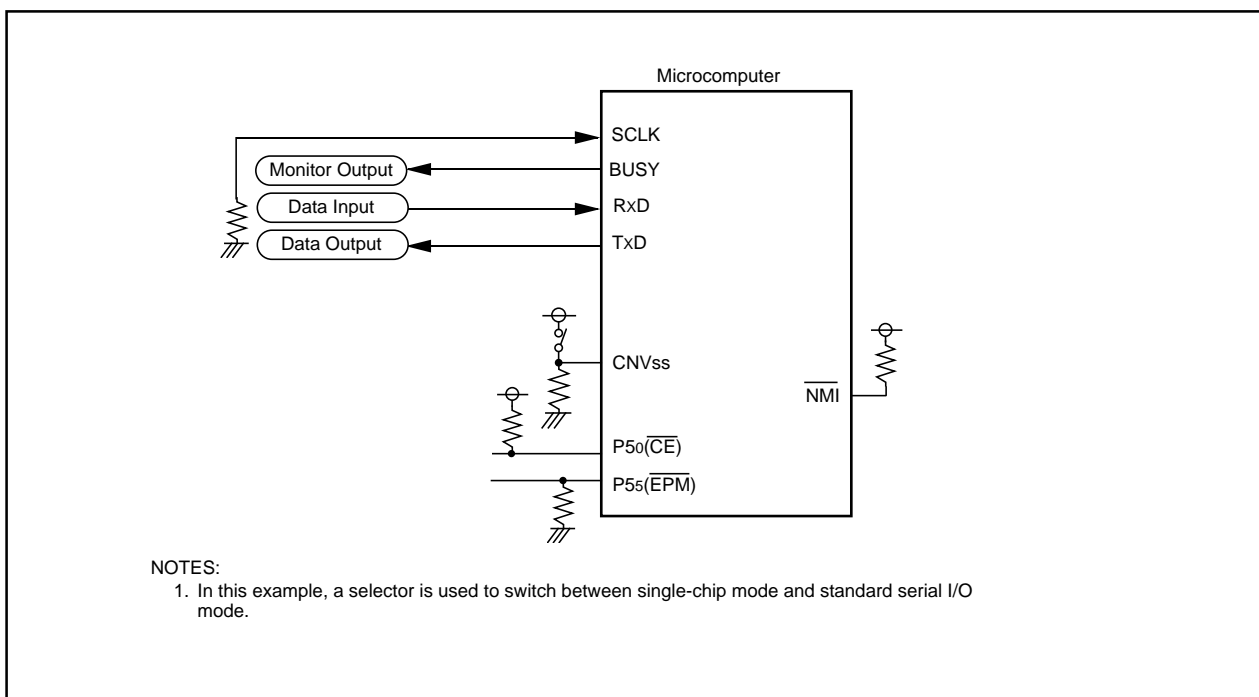 Microcomputer
SCLK
Monitor Output
BUSY
Data Input
RxD
Data Output
TxD
CNVss
NMI
P50(CE)
P55(EPM)
NOTES:
1. In this example, a selector is used to switch between single-chip mode and standard serial I/O
mode.